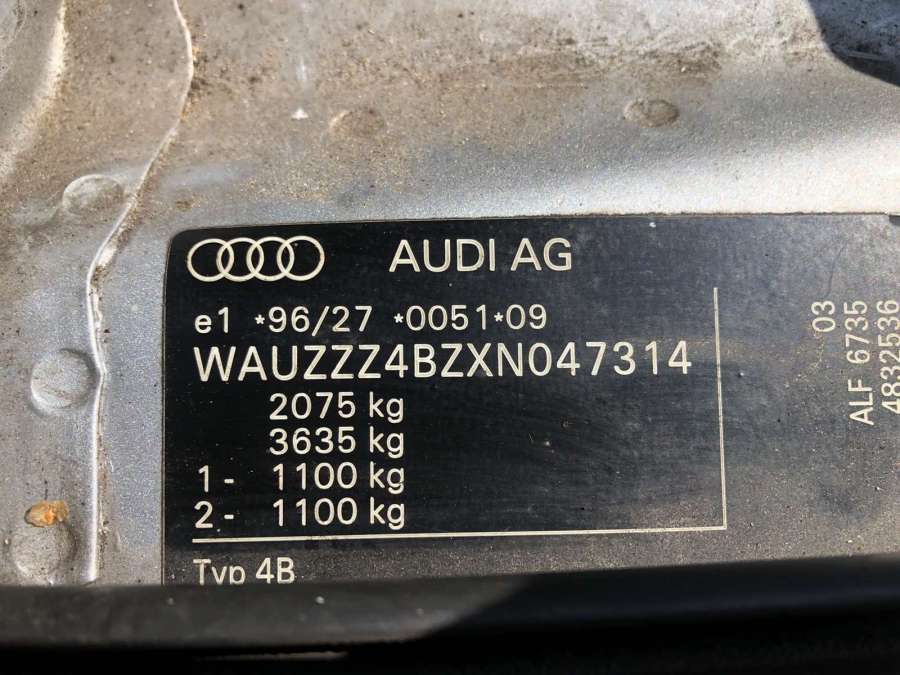 AUDI AG
e1 *96/27 *0051*09
WAUZZZ4BZXN047314
2075 kg
3635 kg
1- 1100 kg
2- 1100 kg
Typ 4B
03
ALF 6735
4832536